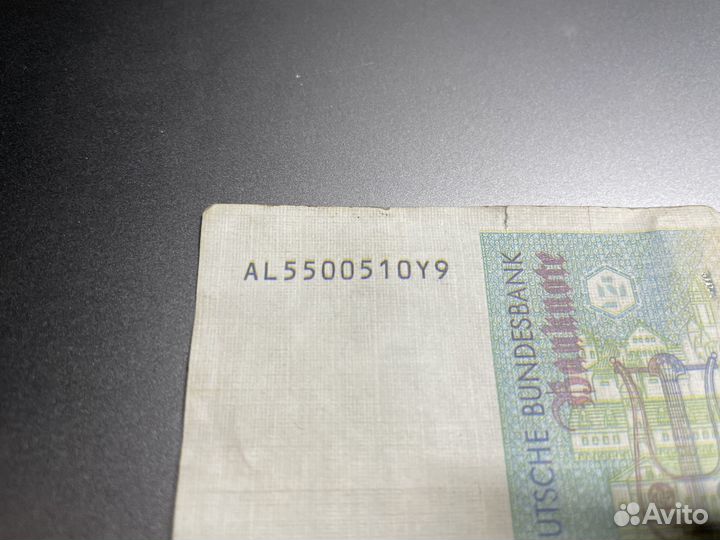 AL5500510Y9
UTSCHE BUNDESBANK
Banknote
Avito